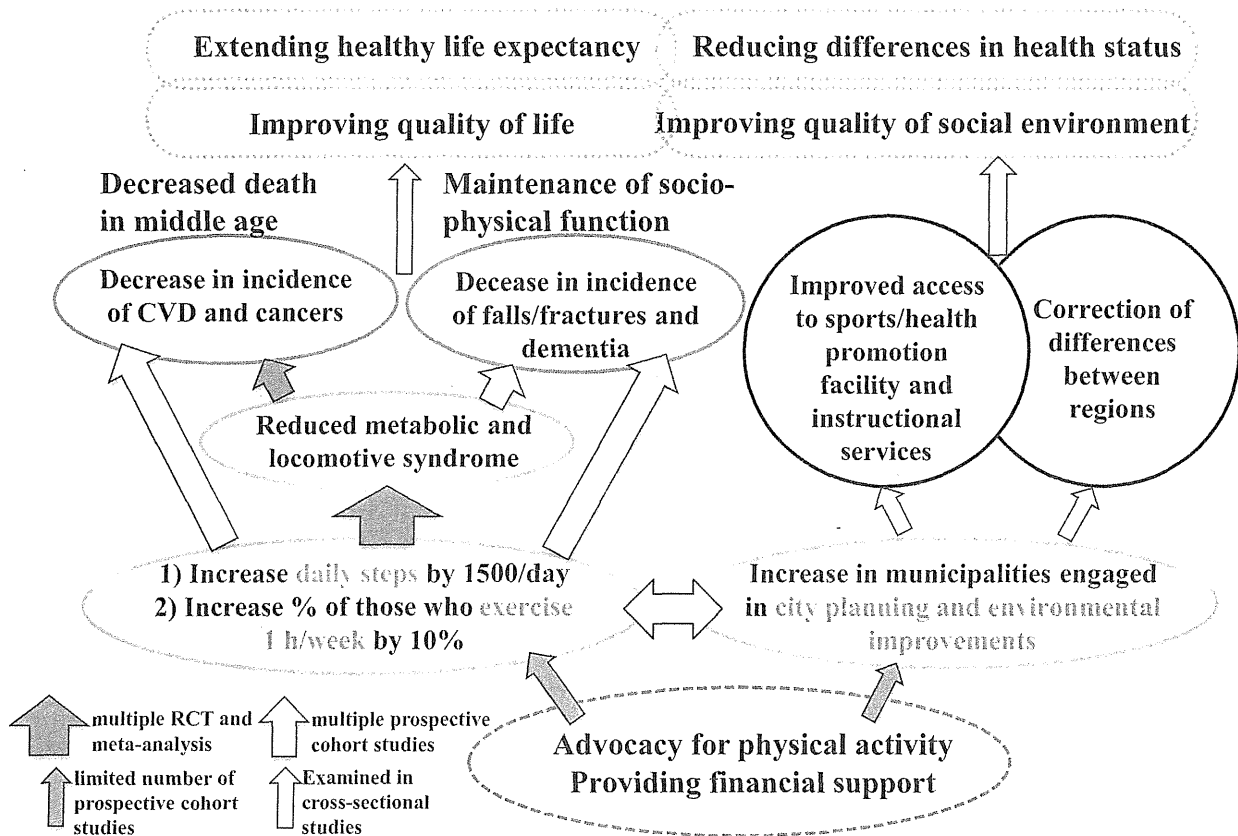 Extending healthy life expectancy
Reducing differences in health status
Improving quality of life
Improving quality of social environment
Decreased death
in middle age
Maintenance of socio-
physical function
Decrease in incidence
of CVD and cancers
Decease in incidence
of falls/fractures and
dementia
Improved access
to sports/health
promotion
facility and
instructional
services
Correction of
differences
between
regions
Reduced metabolic and
locomotive syndrome
1) Increase daily steps by 1500/day
2) Increase % of those who exercise
1 h/week by 10%
Increase in municipalities engaged
in city planning and environmental
improvements
Advocacy for physical activity
Providing financial support
multiple RCT and
meta-analysis
multiple prospective
cohort studies
limited number of
prospective cohort
studies
Examined in
cross-sectional
studies